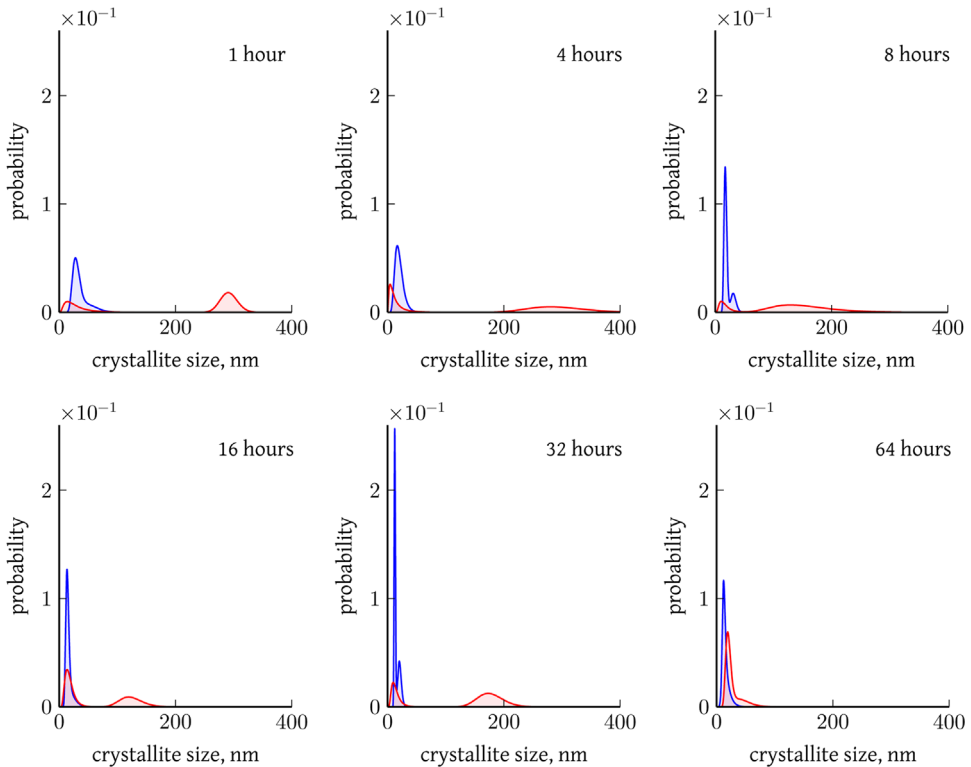 ×10⁻¹
1 hour
2
1
0
probability
0 200 400
crystallite size, nm
×10⁻¹
4 hours
2
1
0
probability
0 200 400
crystallite size, nm
×10⁻¹
8 hours
2
1
0
probability
0 200 400
crystallite size, nm
×10⁻¹
16 hours
2
1
0
probability
0 200 400
crystallite size, nm
×10⁻¹
32 hours
2
1
0
probability
0 200 400
crystallite size, nm
×10⁻¹
64 hours
2
1
0
probability
0 200 400
crystallite size, nm